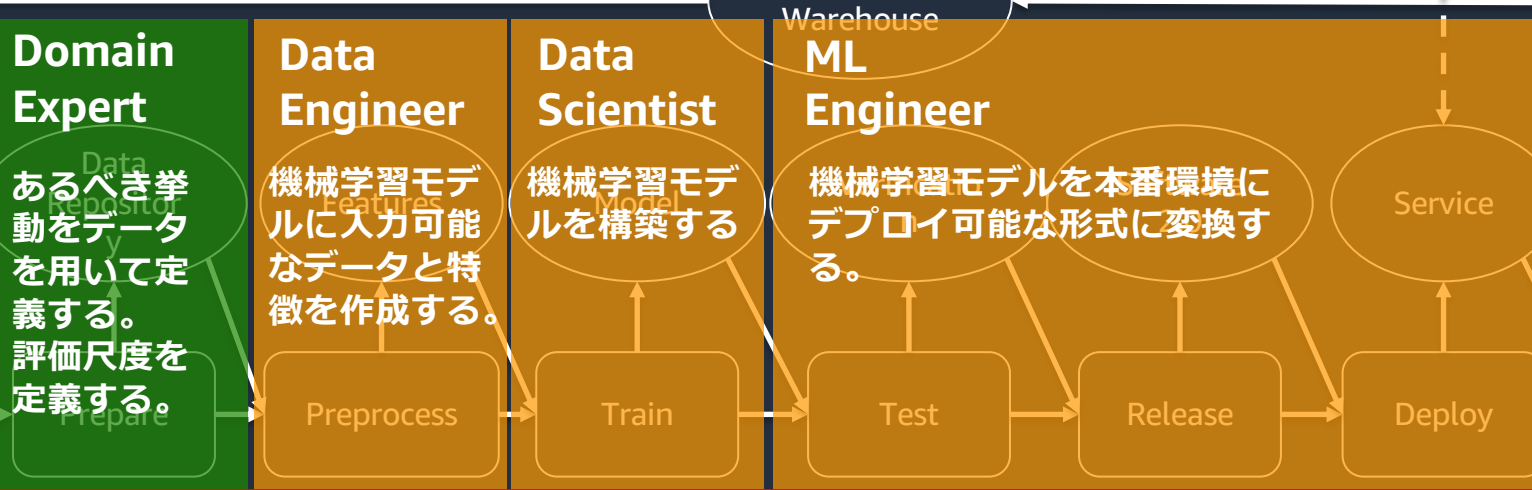 Warehouse
Domain
Expert
あるべき挙
動をデータ
を用いて定
義する。
評価尺度を
定義する。
Data
Repositor
y
Prepare
Data
Engineer
機械学習モデ
ルに入力可能
なデータと特
徴を作成する。
Features
Preprocess
Data
Scientist
機械学習モデ
ルを構築する
Model
Train
ML
Engineer
機械学習モデルを本番環境に
デプロイ可能な形式に変換す
る。
n
Test
Release
Service
Deploy